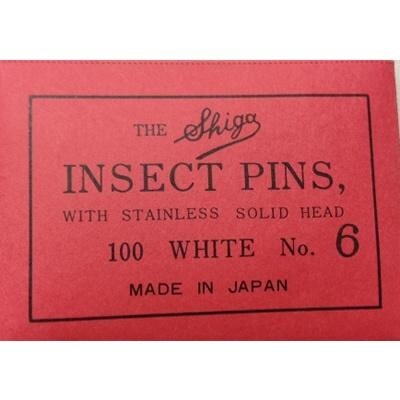 THE Shiga
INSECT PINS,
WITH STAINLESS SOLID HEAD
100 WHITE No. 6
MADE IN JAPAN